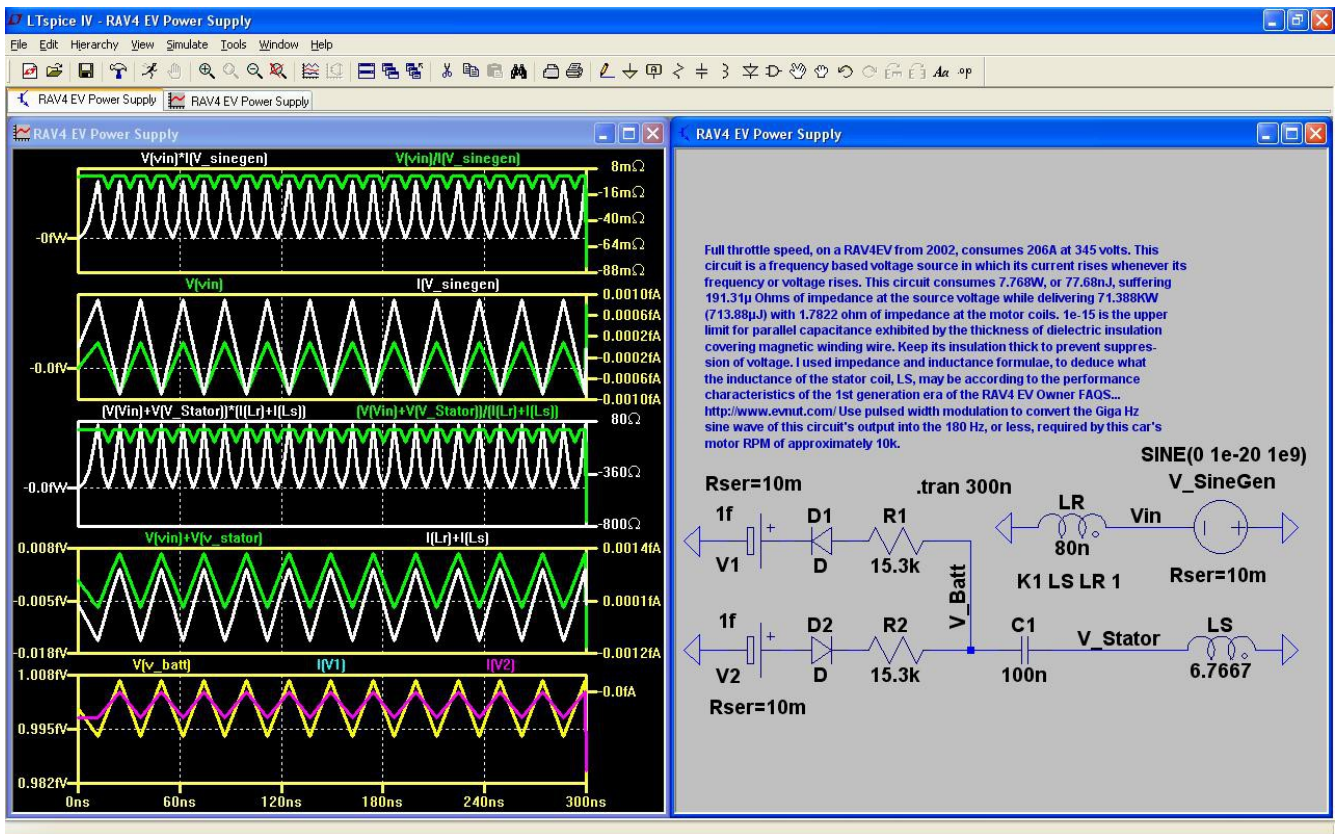 LTspice IV - RAV4 EV Power Supply
File Edit Hierarchy View Simulate Tools Window Help
Aa .op
RAV4 EV Power Supply
RAV4 EV Power Supply
RAV4 EV Power Supply
V(vin)*I(V_sinegen)
V(vin)/I(V_sinegen)
-0fW
8mΩ
-16mΩ
-40mΩ
-64mΩ
-88mΩ
V(vin)
I(V_sinegen)
-0.0fV
0.0010fA
0.0006fA
0.0002fA
-0.0002fA
-0.0006fA
-0.0010fA
(V(Vin)+V(V_Stator))*(I(Lr)+I(Ls))
(V(Vin)+V(V_Stator))/(I(Lr)+I(Ls))
-0.0fW
80Ω
-360Ω
-800Ω
V(vin)+V(v_stator)
I(Lr)+I(Ls)
0.008fV
-0.005fV
-0.018fV
0.0014fA
0.0001fA
-0.0012fA
V(v_batt)
I(V1)
I(V2)
1.008fV
0.995fV
0.982fV
-0.0fA
0ns 60ns 120ns 180ns 240ns 300ns
RAV4 EV Power Supply
Full throttle speed, on a RAV4EV from 2002, consumes 206A at 345 volts. This
circuit is a frequency based voltage source in which its current rises whenever its
frequency or voltage rises. This circuit consumes 7.768W, or 77.68nJ, suffering
191.31µ Ohms of impedance at the source voltage while delivering 71.388KW
(713.88µJ) with 1.7822 ohm of impedance at the motor coils. 1e-15 is the upper
limit for parallel capacitance exhibited by the thickness of dielectric insulation
covering magnetic winding wire. Keep its insulation thick to prevent suppres-
sion of voltage. I used impedance and inductance formulae, to deduce what
the inductance of the stator coil, LS, may be according to the performance
characteristics of the 1st generation era of the RAV4 EV Owner FAQS...
http://www.evnut.com/ Use pulsed width modulation to convert the Giga Hz
sine wave of this circuit's output into the 180 Hz, or less, required by this car's
motor RPM of approximately 10k.
SINE(0 1e-20 1e9)
V_SineGen
Rser=10m
.tran 300n
LR
Vin
80n
K1 LS LR 1
Rser=10m
1f
V1
D1
D
R1
15.3k
V_Batt
1f
V2
D2
D
R2
15.3k
C1
100n
V_Stator
LS
6.7667
Rser=10m